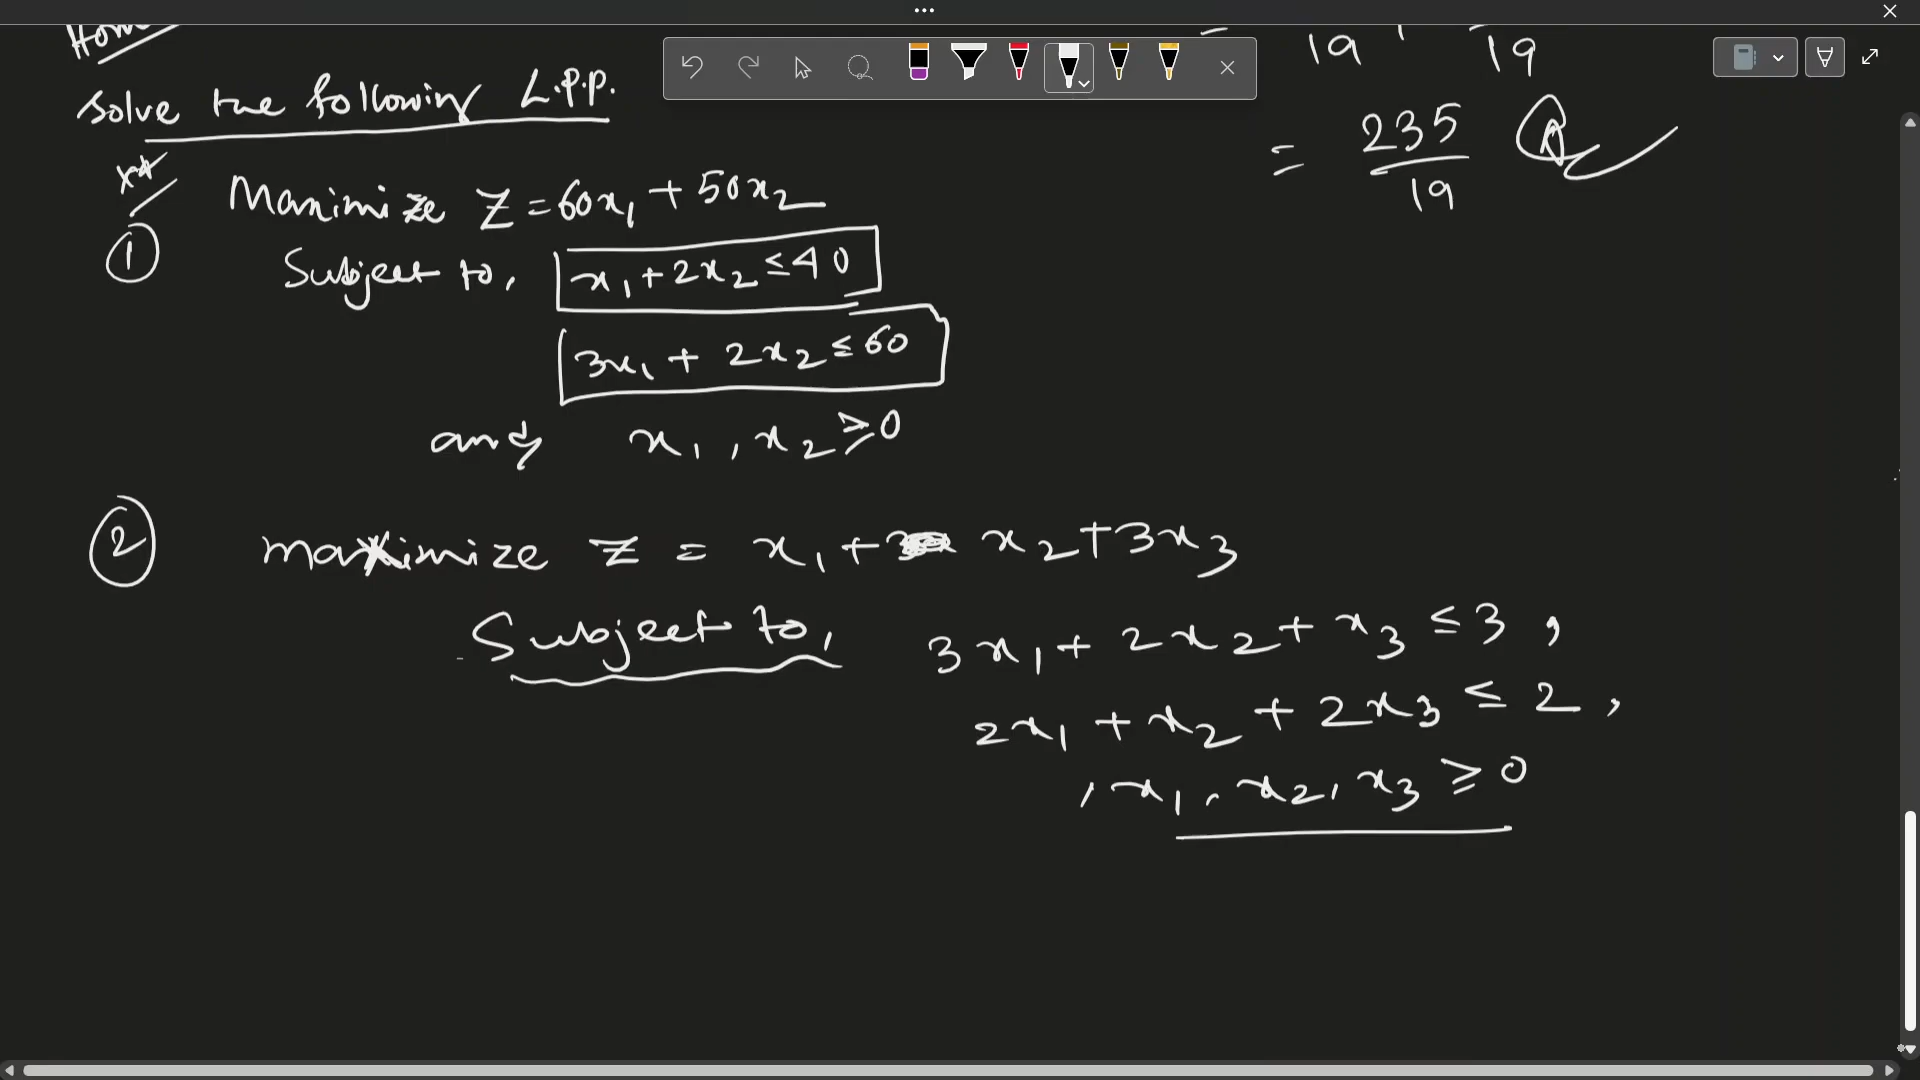 Home
19 , 19
Solve the following L.P.P.
= 235/19
① Maximize Z = 60x₁ + 50x₂
Subject to, x₁ + 2x₂ ≤ 40
3x₁ + 2x₂ ≤ 60
and x₁, x₂ ≥ 0
② maximize Z = x₁ + x₂ + 3x₃
Subject to, 3x₁ + 2x₂ + x₃ ≤ 3,
2x₁ + x₂ + 2x₃ ≤ 2,
, x₁, x₂, x₃ ≥ 0